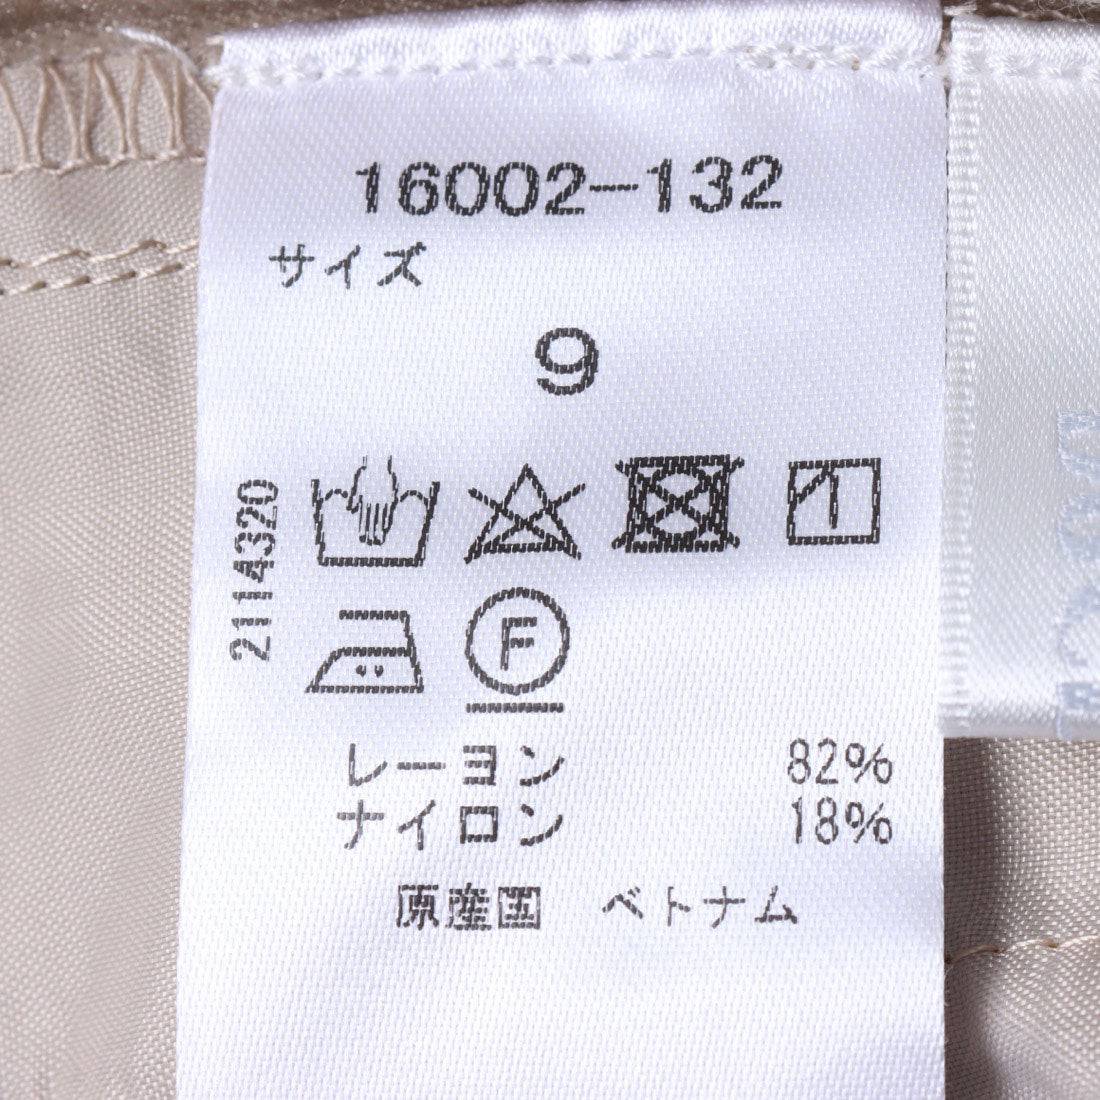 16002-132
サイズ
9
2114320
F
レーヨン 82%
ナイロン 18%
原産国 ベトナム